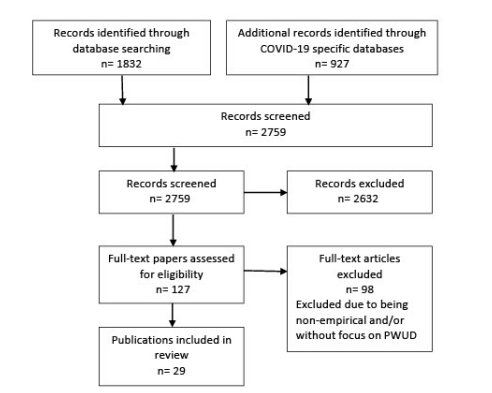 Records identified through
database searching
n= 1832
Additional records identified through
COVID-19 specific databases
n= 927
Records screened
n= 2759
Records screened
n= 2759
Records excluded
n= 2632
Full-text papers assessed
for eligibility
n= 127
Full-text articles
excluded
n= 98
Excluded due to being
non-empirical and/or
without focus on PWUD
Publications included in
review
n= 29